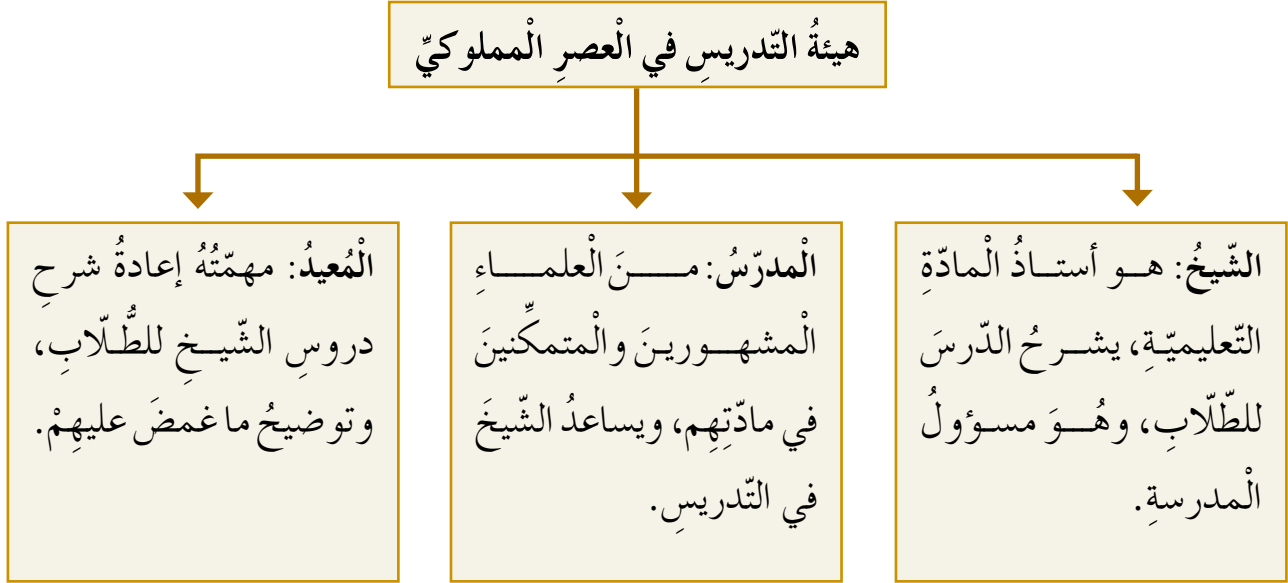 هيئةُ التّدريسِ في الْعصرِ الْمملوكيِّ
الشّيخُ: هو أستاذُ الْمادّةِ
التّعليميّةِ، يشرحُ الدّرسَ
للطّلّابِ، وهُوَ مسؤولُ
الْمدرسةِ.
الْمدرّسُ: منَ الْعلماءِ
الْمشهورينَ والْمتمكِّنينَ
في مادّتِهِم، ويساعدُ الشّيخَ
في التّدريسِ.
الْمُعيدُ: مهمّتُهُ إعادةُ شرحِ
دروسِ الشّيخِ للطُّلّابِ،
وتوضيحُ ما غمضَ عليهِمْ.